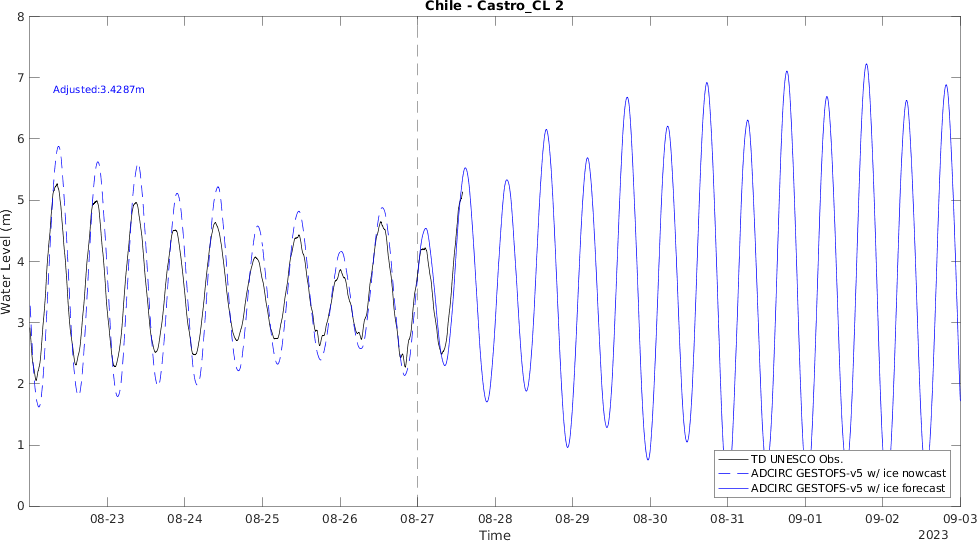 Chile - Castro_CL 2
8
7
6
5
4
3
2
1
0
Water Level (m)
Adjusted:3.4287m
TD UNESCO Obs.
ADCIRC GESTOFS-v5 w/ ice nowcast
ADCIRC GESTOFS-v5 w/ ice forecast
08-23 08-24 08-25 08-26 08-27 08-28 08-29 08-30 08-31 09-01 09-02 09-03
Time
2023